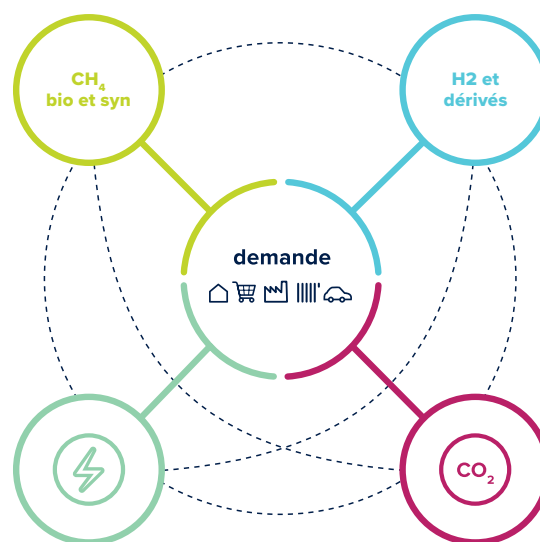 CH₄
bio et syn
H2 et
dérivés
demande
CO₂